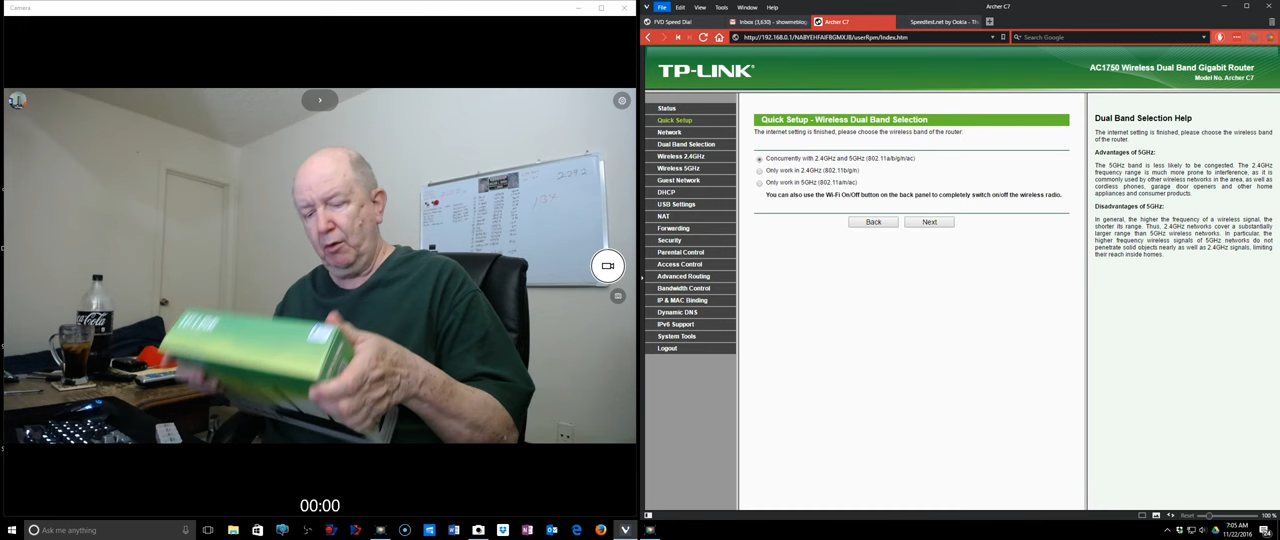 Camera
00:00
Coca-Cola
2292
File Edit View Tools Window Help
Archer C7
FVD Speed Dial
Inbox (3,630) - showmeblog
Archer C7
Speedtest.net by Ookla - Th
http://192.168.0.1/NABYEHFAIFBGMXJB/userRpm/Index.htm
Search Google
TP-LINK
AC1750 Wireless Dual Band Gigabit Router
Model No. Archer C7
Status
Quick Setup
Network
Dual Band Selection
Wireless 2.4GHz
Wireless 5GHz
Guest Network
DHCP
USB Settings
NAT
Forwarding
Security
Parental Control
Access Control
Advanced Routing
Bandwidth Control
IP & MAC Binding
Dynamic DNS
IPv6 Support
System Tools
Logout
Quick Setup - Wireless Dual Band Selection
The internet setting is finished, please choose the wireless band of the router:
Concurrently with 2.4GHz and 5GHz (802.11a/b/g/n/ac)
Only work in 2.4GHz (802.11b/g/n)
Only work in 5GHz (802.11a/n/ac)
You can also use the Wi-Fi On/Off button on the back panel to completely switch on/off the wireless radio.
Back
Next
Dual Band Selection Help
The internet setting is finished, please choose the wireless band
of the router.
Advantages of 5GHz:
The 5GHz band is less likely to be congested. The 2.4GHz
frequency range is much more prone to interference, as it is
commonly used by other wireless networks in the area, as well as
cordless phones, garage door openers and other home
appliances and consumer products.
Disadvantages of 5GHz:
In general, the higher the frequency of a wireless signal, the
shorter its range. Thus, 2.4GHz networks cover a substantially
larger range than 5GHz wireless networks. In particular, the
higher frequency wireless signals of 5GHz networks do not
penetrate solid objects nearly as well as 2.4GHz signals, limiting
their reach inside homes.
Reset
100 %
Ask me anything
7:05 AM
11/22/2016
24